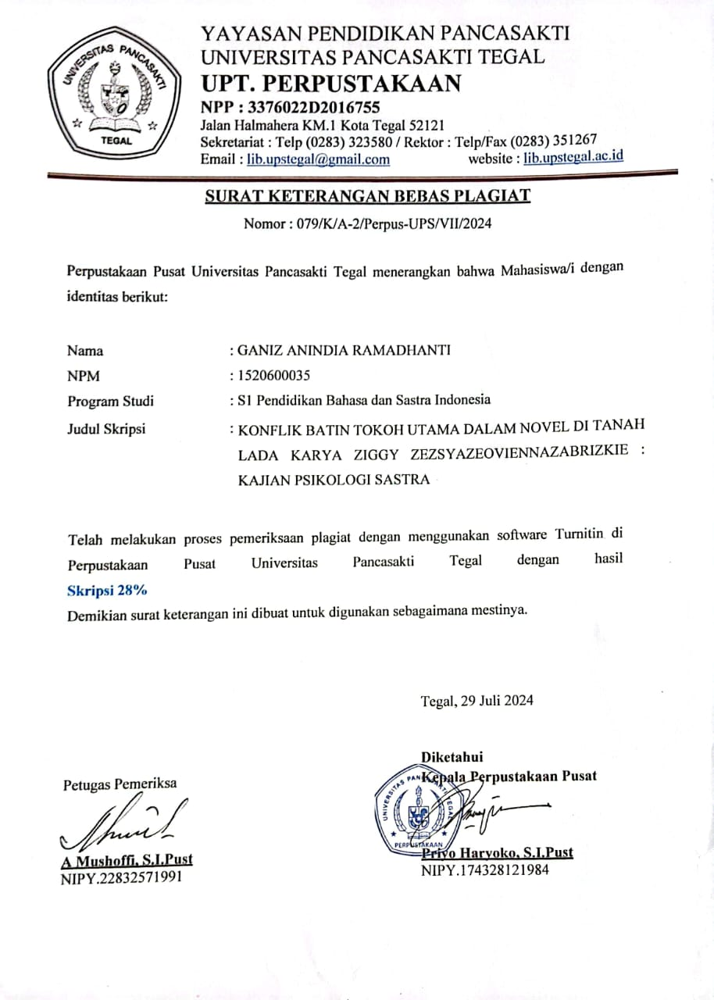 UNIVERSITAS PANCASAKTI
TEGAL
YAYASAN PENDIDIKAN PANCASAKTI
UNIVERSITAS PANCASAKTI TEGAL
UPT. PERPUSTAKAAN
NPP : 3376022D2016755
Jalan Halmahera KM.1 Kota Tegal 52121
Sekretariat : Telp (0283) 323580 / Rektor : Telp/Fax (0283) 351267
Email : lib.upstegal@gmail.com website : lib.upstegal.ac.id
SURAT KETERANGAN BEBAS PLAGIAT
Nomor : 079/K/A-2/Perpus-UPS/VII/2024
Perpustakaan Pusat Universitas Pancasakti Tegal menerangkan bahwa Mahasiswa/i dengan
identitas berikut:
Nama : GANIZ ANINDIA RAMADHANTI
NPM : 1520600035
Program Studi : S1 Pendidikan Bahasa dan Sastra Indonesia
Judul Skripsi : KONFLIK BATIN TOKOH UTAMA DALAM NOVEL DI TANAH
LADA KARYA ZIGGY ZEZSYAZEOVIENNAZABRIZKIE :
KAJIAN PSIKOLOGI SASTRA
Telah melakukan proses pemeriksaan plagiat dengan menggunakan software Turnitin di
Perpustakaan Pusat Universitas Pancasakti Tegal dengan hasil
Skripsi 28%
Demikian surat keterangan ini dibuat untuk digunakan sebagaimana mestinya.
Tegal, 29 Juli 2024
Diketahui
Kepala Perpustakaan Pusat
Petugas Pemeriksa
UNIVERSITAS PANCASAKTI TEGAL
PERPUSTAKAAN
Priyo Haryoko, S.I.Pust
NIPY.174328121984
A Mushoffi, S.I.Pust
NIPY.22832571991